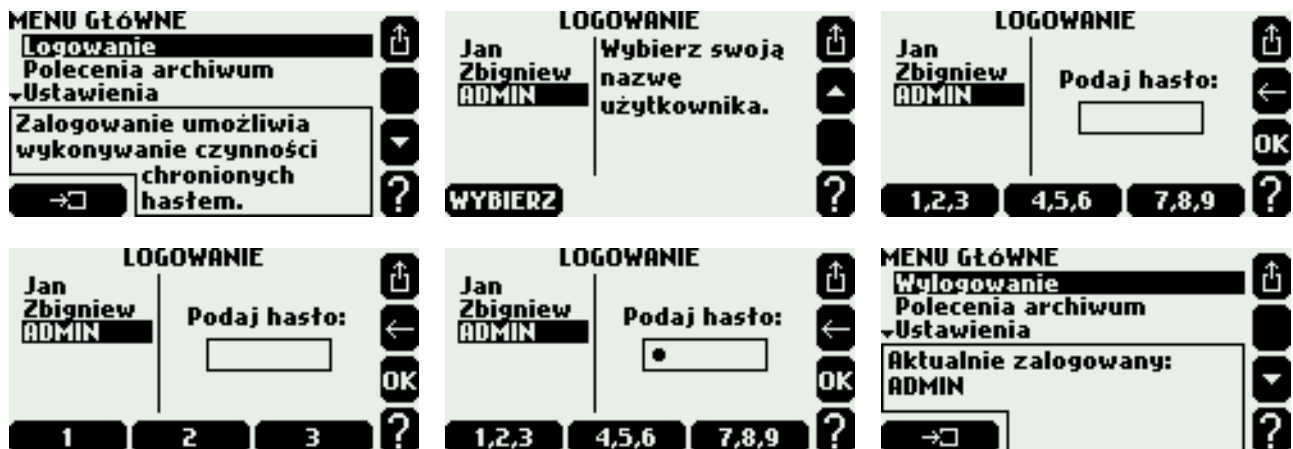 MENU GŁÓWNE
Logowanie
Polecenia archiwum
Ustawienia
Zalogowanie umożliwia
wykonywanie czynności
chronionych
hasłem.
?
LOGOWANIE
Jan
Zbigniew
ADMIN
Wybierz swoją
nazwę
użytkownika.
WYBIERZ ?
LOGOWANIE
Jan
Zbigniew
ADMIN
Podaj hasło:
OK
1,2,3 4,5,6 7,8,9 ?
LOGOWANIE
Jan
Zbigniew
ADMIN
Podaj hasło:
OK
1 2 3 ?
LOGOWANIE
Jan
Zbigniew
ADMIN
Podaj hasło:
OK
1,2,3 4,5,6 7,8,9 ?
MENU GŁÓWNE
Wylogowanie
Polecenia archiwum
Ustawienia
Aktualnie zalogowany:
ADMIN
?